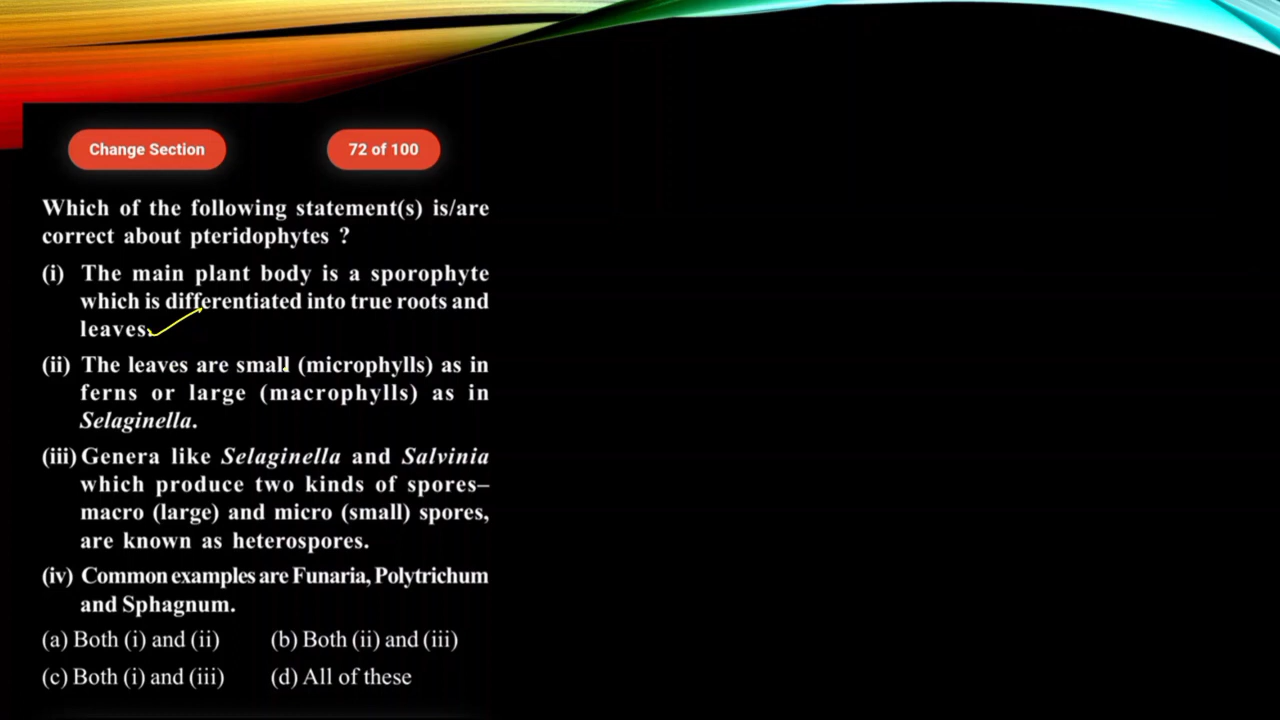 Change Section
72 of 100
Which of the following statement(s) is/are
correct about pteridophytes ?
(i) The main plant body is a sporophyte
which is differentiated into true roots and
leaves.
(ii) The leaves are small (microphylls) as in
ferns or large (macrophylls) as in
Selaginella.
(iii) Genera like Selaginella and Salvinia
which produce two kinds of spores–
macro (large) and micro (small) spores,
are known as heterospores.
(iv) Common examples are Funaria, Polytrichum
and Sphagnum.
(a) Both (i) and (ii) (b) Both (ii) and (iii)
(c) Both (i) and (iii) (d) All of these